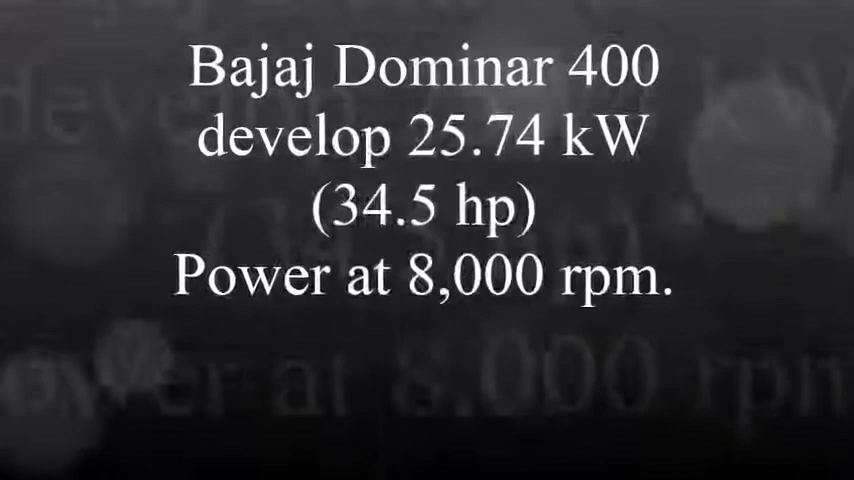 Bajaj Dominar 400
develop 25.74 kW
(34.5 hp)
Power at 8,000 rpm.